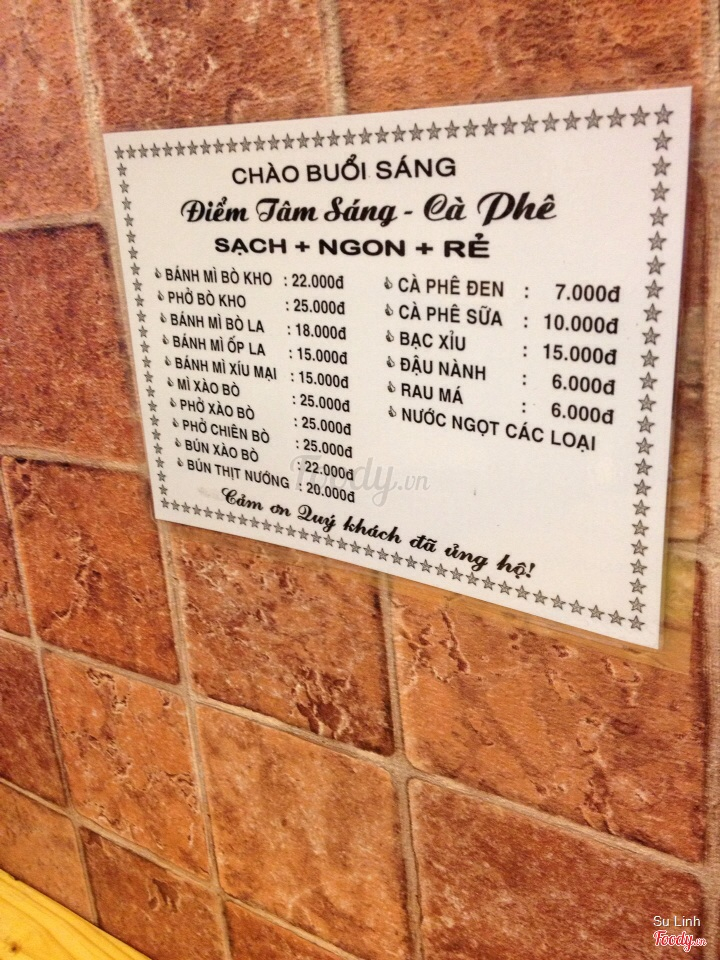 CHÀO BUỔI SÁNG
Điểm Tâm Sáng - Cà Phê
SẠCH + NGON + RẺ
BÁNH MÌ BÒ KHO : 22.000đ
PHỞ BÒ KHO : 25.000đ
BÁNH MÌ BÒ LA : 18.000đ
BÁNH MÌ ỐP LA : 15.000đ
BÁNH MÌ XÍU MẠI : 15.000đ
MÌ XÀO BÒ : 25.000đ
PHỞ XÀO BÒ : 25.000đ
PHỞ CHIÊN BÒ : 25.000đ
BÚN XÀO BÒ : 22.000đ
BÚN THỊT NƯỚNG : 20.000đ
CÀ PHÊ ĐEN : 7.000đ
CÀ PHÊ SỮA : 10.000đ
BẠC XỈU : 15.000đ
ĐẬU NÀNH : 6.000đ
RAU MÁ : 6.000đ
NƯỚC NGỌT CÁC LOẠI
Cảm ơn Quý khách đã ủng hộ!
Foody.vn
Su Linh
Foody.vn